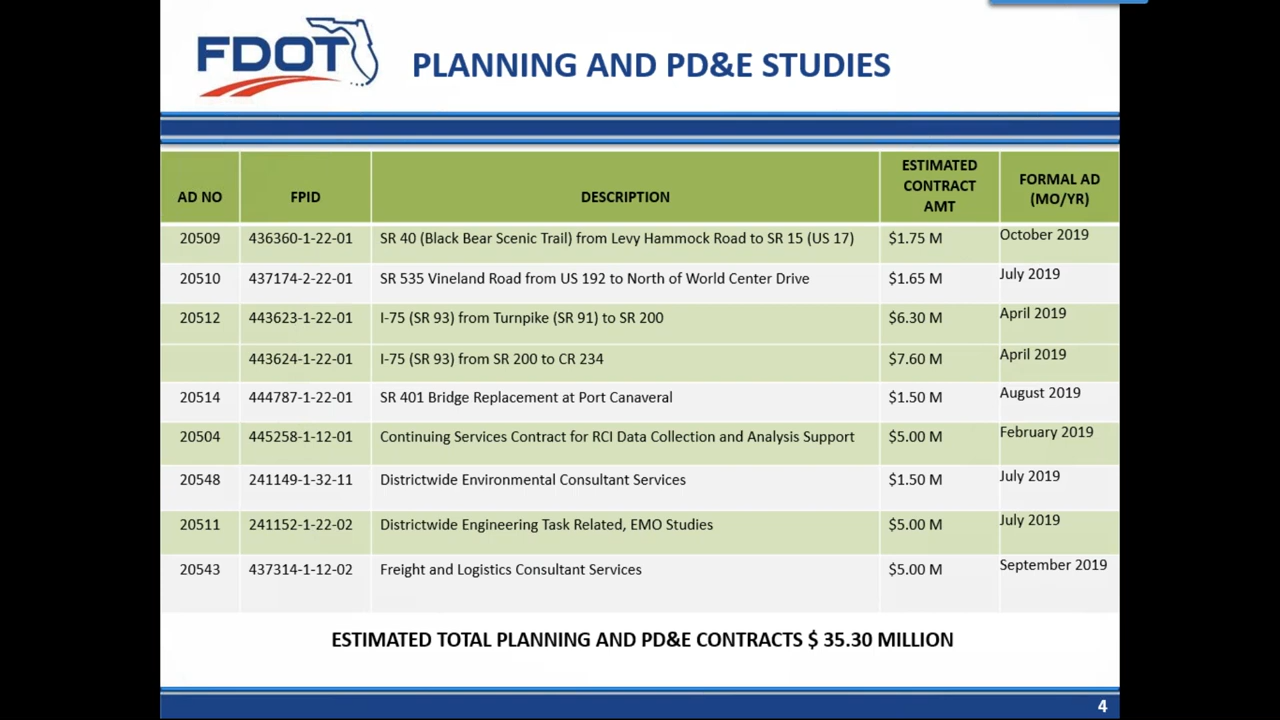 FDOT
PLANNING AND PD&E STUDIES
AD NO FPID DESCRIPTION ESTIMATED CONTRACT AMT FORMAL AD (MO/YR)
20509 436360-1-22-01 SR 40 (Black Bear Scenic Trail) from Levy Hammock Road to SR 15 (US 17) $1.75 M October 2019
20510 437174-2-22-01 SR 535 Vineland Road from US 192 to North of World Center Drive $1.65 M July 2019
20512 443623-1-22-01 I-75 (SR 93) from Turnpike (SR 91) to SR 200 $6.30 M April 2019
443624-1-22-01 I-75 (SR 93) from SR 200 to CR 234 $7.60 M April 2019
20514 444787-1-22-01 SR 401 Bridge Replacement at Port Canaveral $1.50 M August 2019
20504 445258-1-12-01 Continuing Services Contract for RCI Data Collection and Analysis Support $5.00 M February 2019
20548 241149-1-32-11 Districtwide Environmental Consultant Services $1.50 M July 2019
20511 241152-1-22-02 Districtwide Engineering Task Related, EMO Studies $5.00 M July 2019
20543 437314-1-12-02 Freight and Logistics Consultant Services $5.00 M September 2019
ESTIMATED TOTAL PLANNING AND PD&E CONTRACTS $ 35.30 MILLION
4